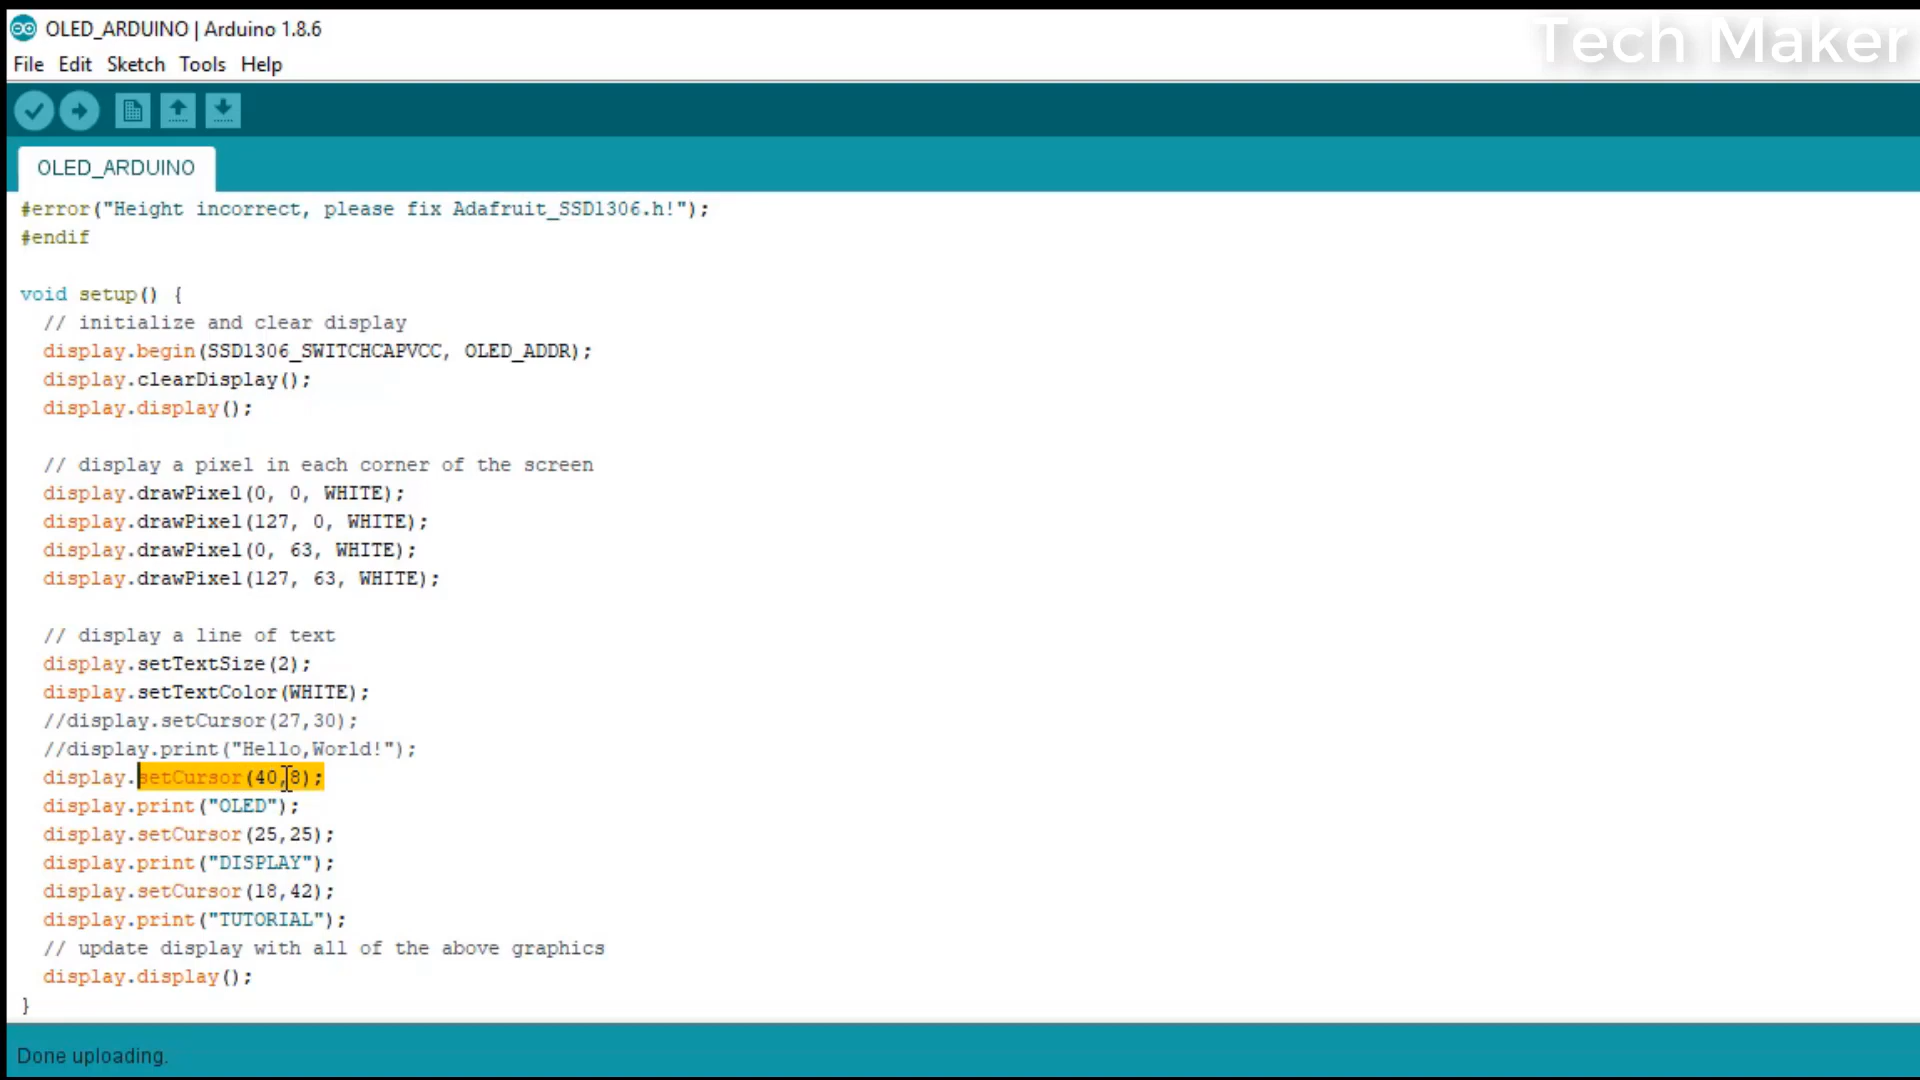 OLED_ARDUINO | Arduino 1.8.6
Tech Maker
File Edit Sketch Tools Help
OLED_ARDUINO
#error("Height incorrect, please fix Adafruit_SSD1306.h!");
#endif
void setup() {
// initialize and clear display
display.begin(SSD1306_SWITCHCAPVCC, OLED_ADDR);
display.clearDisplay();
display.display();
// display a pixel in each corner of the screen
display.drawPixel(0, 0, WHITE);
display.drawPixel(127, 0, WHITE);
display.drawPixel(0, 63, WHITE);
display.drawPixel(127, 63, WHITE);
// display a line of text
display.setTextSize(2);
display.setTextColor(WHITE);
//display.setCursor(27,30);
//display.print("Hello,World!");
display.setCursor(40,8);
display.print("OLED");
display.setCursor(25,25);
display.print("DISPLAY");
display.setCursor(18,42);
display.print("TUTORIAL");
// update display with all of the above graphics
display.display();
}
Done uploading.